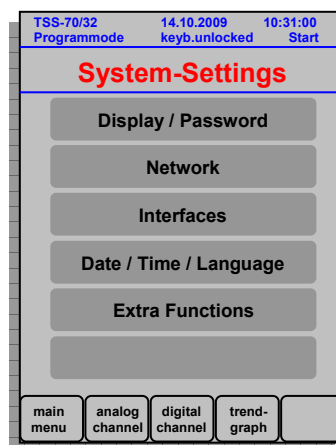 TSS-70/32 14.10.2009 10:31:00
Programmode keyb.unlocked Start
System-Settings
Display / Password
Network
Interfaces
Date / Time / Language
Extra Functions
main menu analog channel digital channel trend-graph